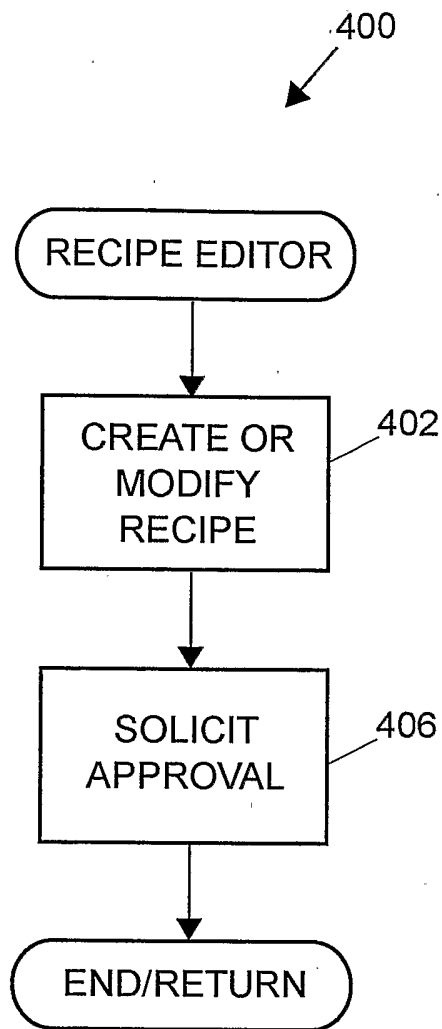 400
RECIPE EDITOR
CREATE OR
MODIFY
RECIPE
402
SOLICIT
APPROVAL
406
END/RETURN